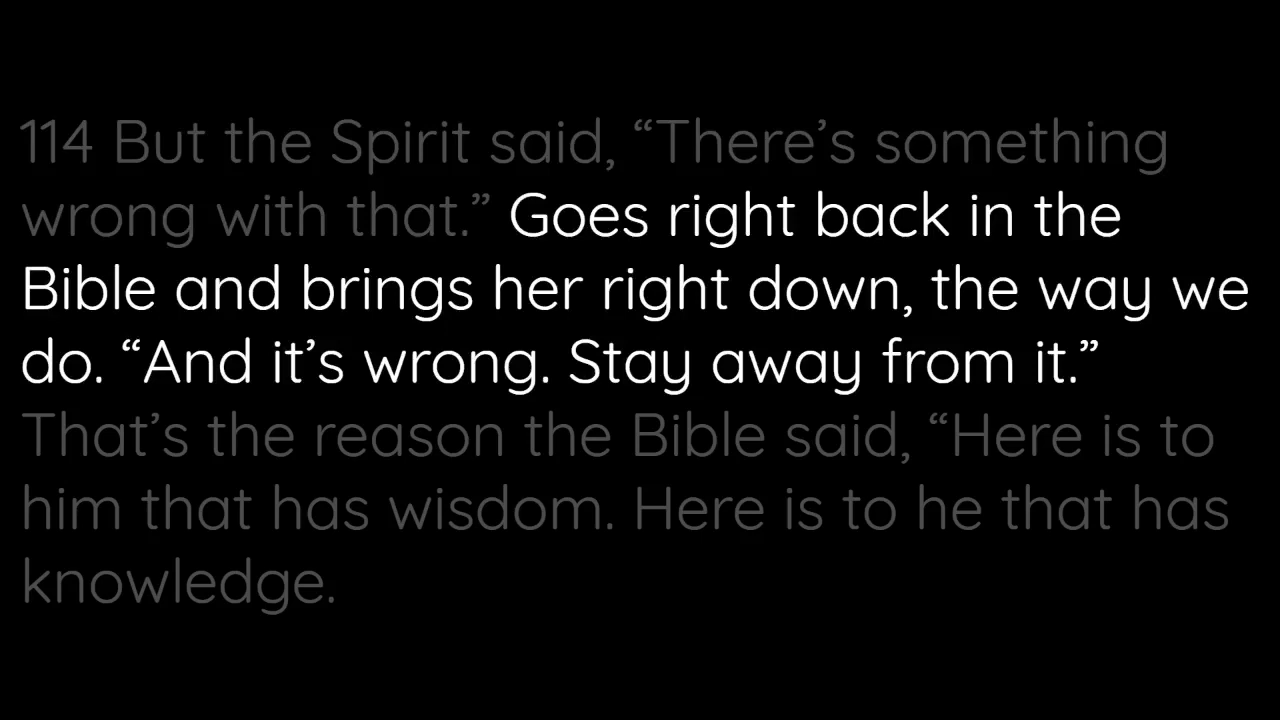 114 But the Spirit said, “There’s something
wrong with that.” Goes right back in the
Bible and brings her right down, the way we
do. “And it’s wrong. Stay away from it.”
That’s the reason the Bible said, “Here is to
him that has wisdom. Here is to he that has
knowledge.